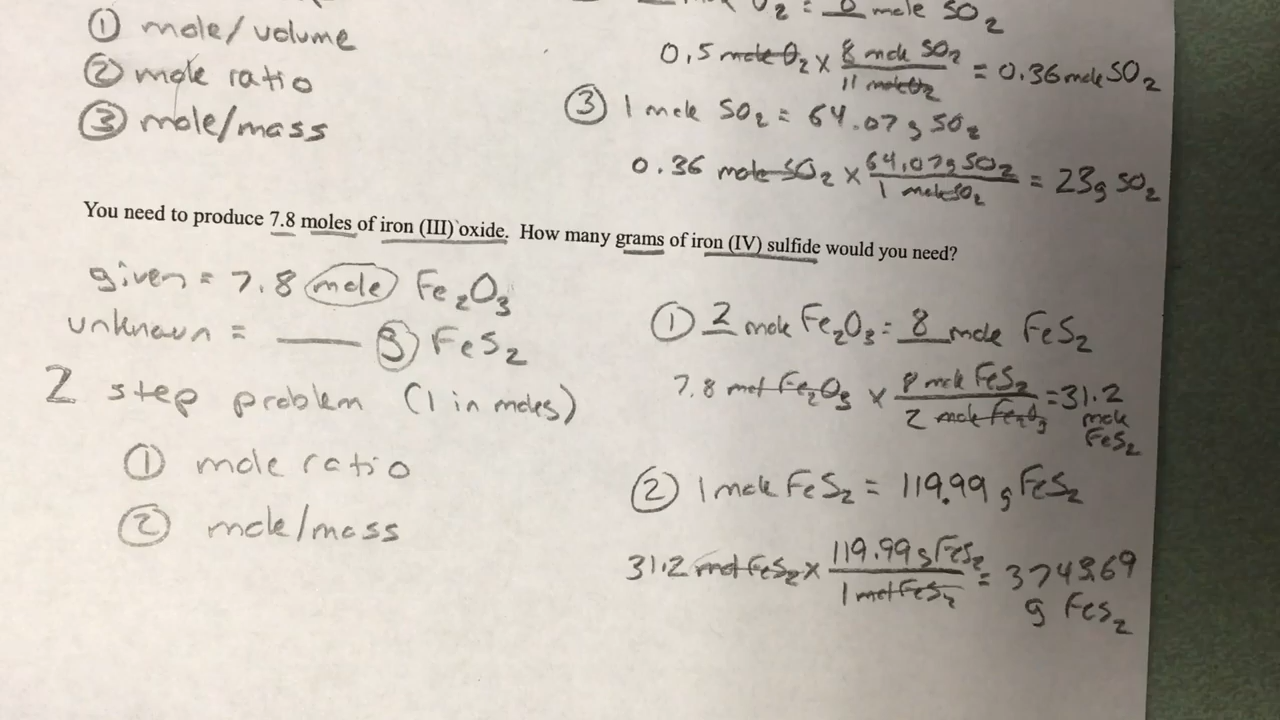 ① mole/volume
② mole ratio
③ mole/mass
O₂ = 8 mole SO₂
0.5 mole O₂ × 8 mole SO₂ / 11 mole O₂ = 0.36 mole SO₂
③ 1 mole SO₂ = 64.07 g SO₂
0.36 mole SO₂ × 64.07 g SO₂ / 1 mole SO₂ = 23g SO₂
You need to produce 7.8 moles of iron (III) oxide. How many grams of iron (IV) sulfide would you need?
given = 7.8 mole Fe₂O₃
unknown = ___ g FeS₂
2 step problem (1 in moles)
① mole ratio
② mole/mass
① 2 mole Fe₂O₃ = 8 mole FeS₂
7.8 mol Fe₂O₃ × 8 mole FeS₂ / 2 mole Fe₂O₃ = 31.2 mole FeS₂
② 1 mole FeS₂ = 119.99 g FeS₂
31.2 mol FeS₂ × 119.99 g FeS₂ / 1 mol FeS₂ = 3743.69 g FeS₂